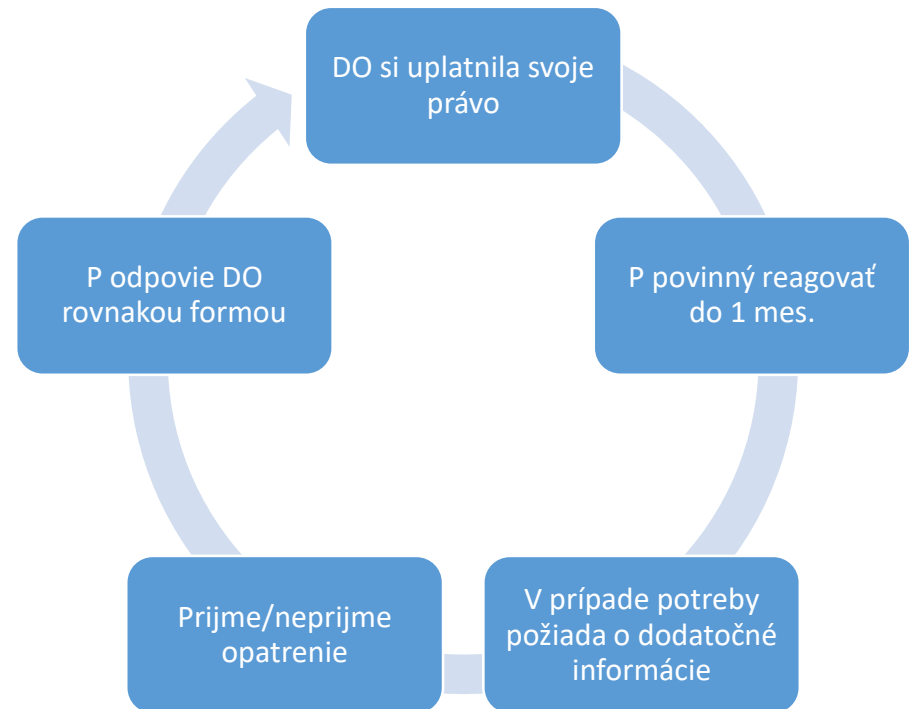 DO si uplatnila svoje
právo
P povinný reagovať
do 1 mes.
V prípade potreby
požiada o dodatočné
informácie
Prijme/neprijme
opatrenie
P odpovie DO
rovnakou formou